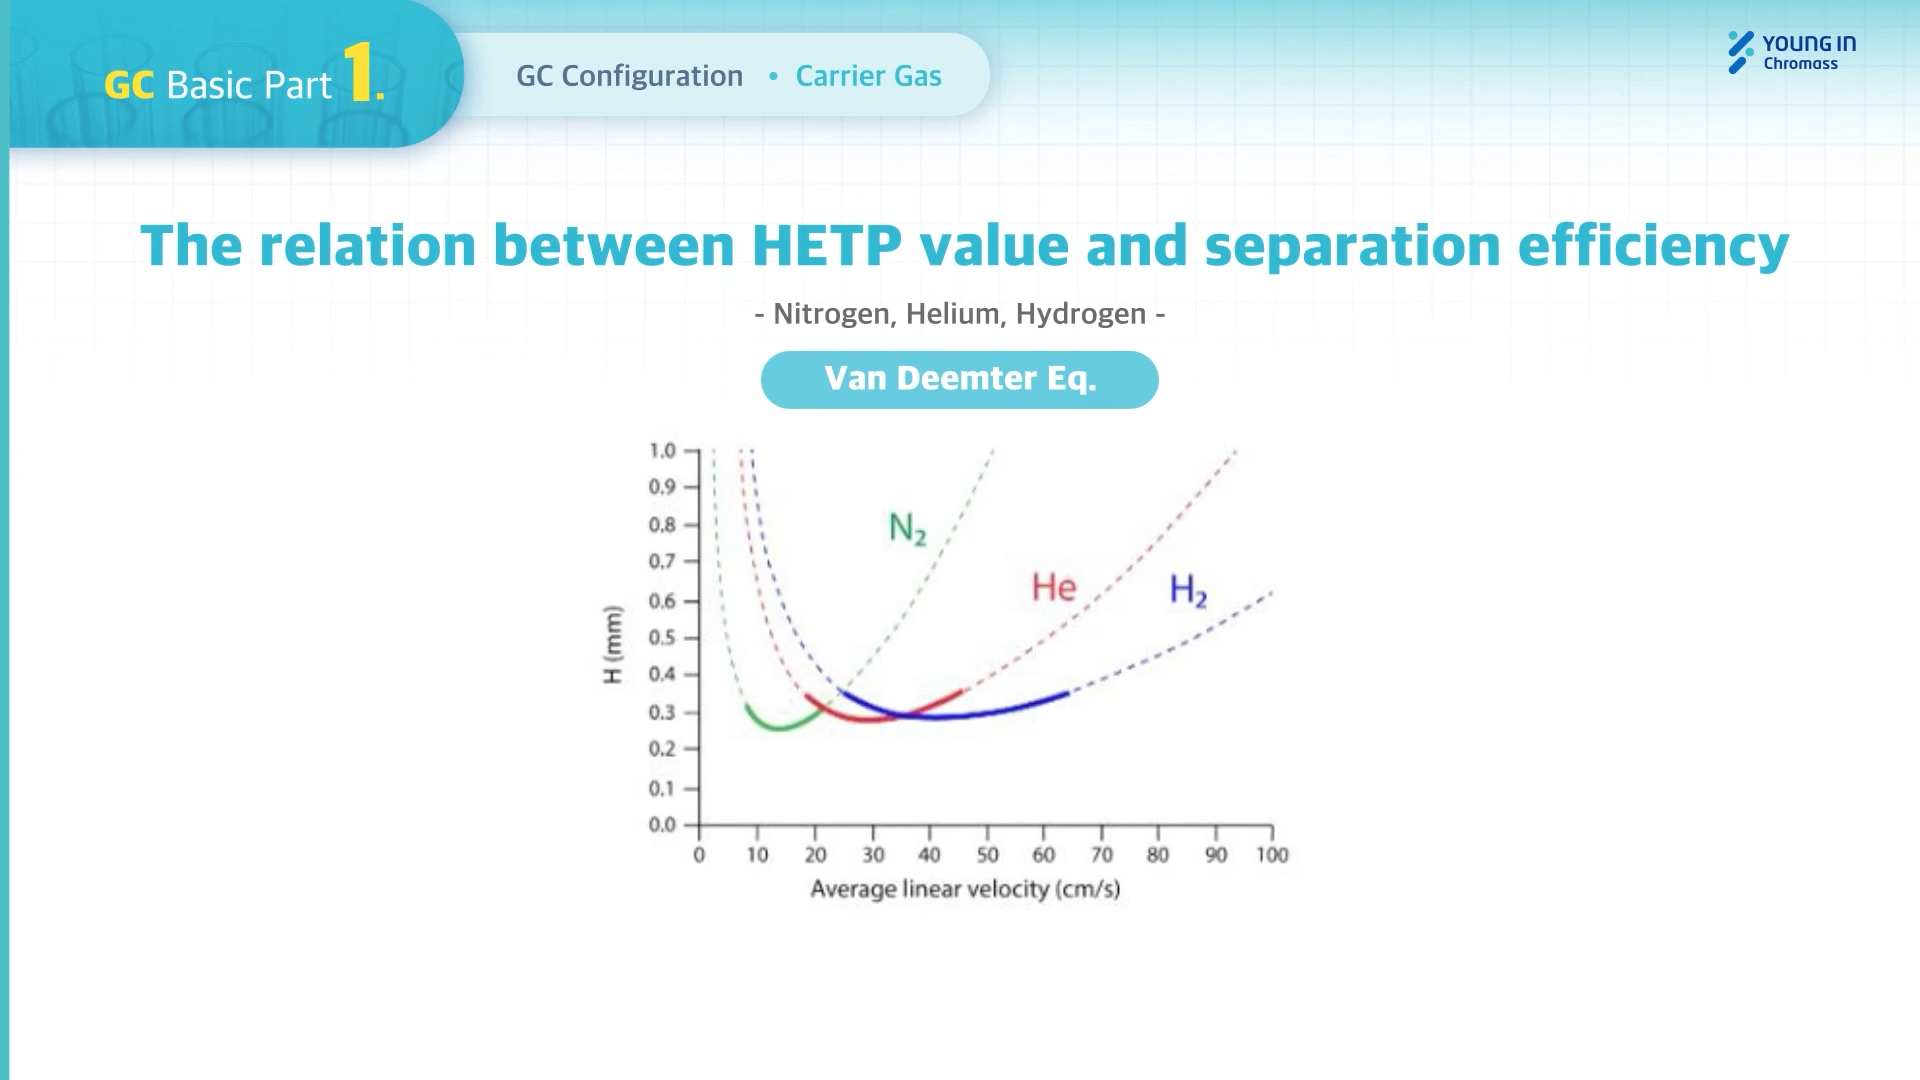 GC Basic Part 1.
GC Configuration • Carrier Gas
YOUNG IN
Chromass
The relation between HETP value and separation efficiency
- Nitrogen, Helium, Hydrogen -
Van Deemter Eq.
1.0
0.9
0.8
0.7
0.6
0.5
0.4
0.3
0.2
0.1
0.0
H (mm)
N₂
He
H₂
0 10 20 30 40 50 60 70 80 90 100
Average linear velocity (cm/s)